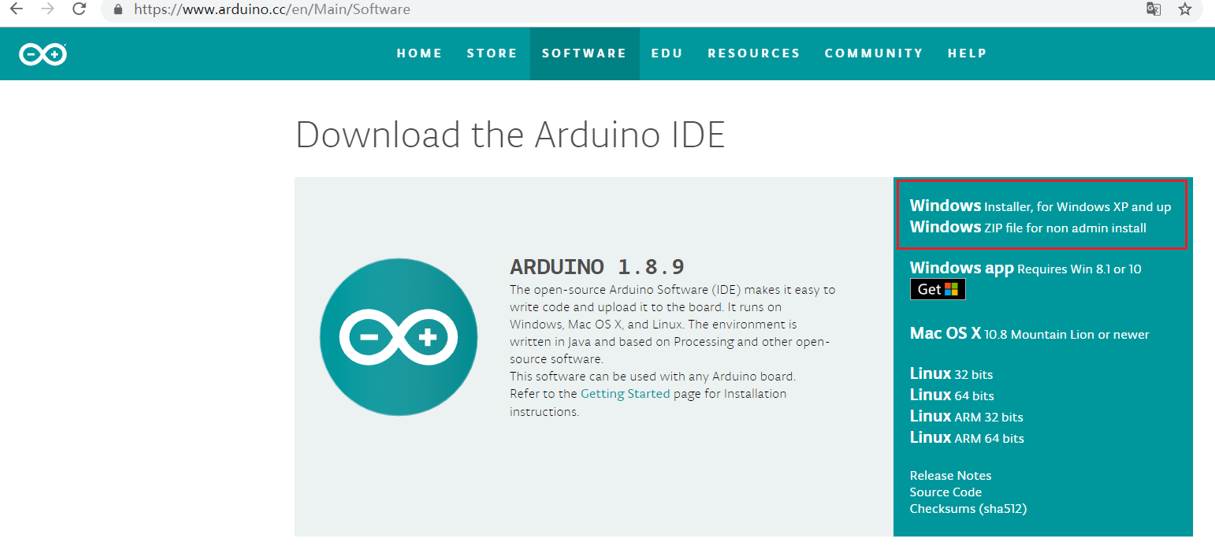 https://www.arduino.cc/en/Main/Software
HOME STORE SOFTWARE EDU RESOURCES COMMUNITY HELP
Download the Arduino IDE
ARDUINO 1.8.9
The open-source Arduino Software (IDE) makes it easy to
write code and upload it to the board. It runs on
Windows, Mac OS X, and Linux. The environment is
written in Java and based on Processing and other open-
source software.
This software can be used with any Arduino board.
Refer to the Getting Started page for Installation
instructions.
Windows Installer, for Windows XP and up
Windows ZIP file for non admin install
Windows app Requires Win 8.1 or 10
Get
Mac OS X 10.8 Mountain Lion or newer
Linux 32 bits
Linux 64 bits
Linux ARM 32 bits
Linux ARM 64 bits
Release Notes
Source Code
Checksums (sha512)